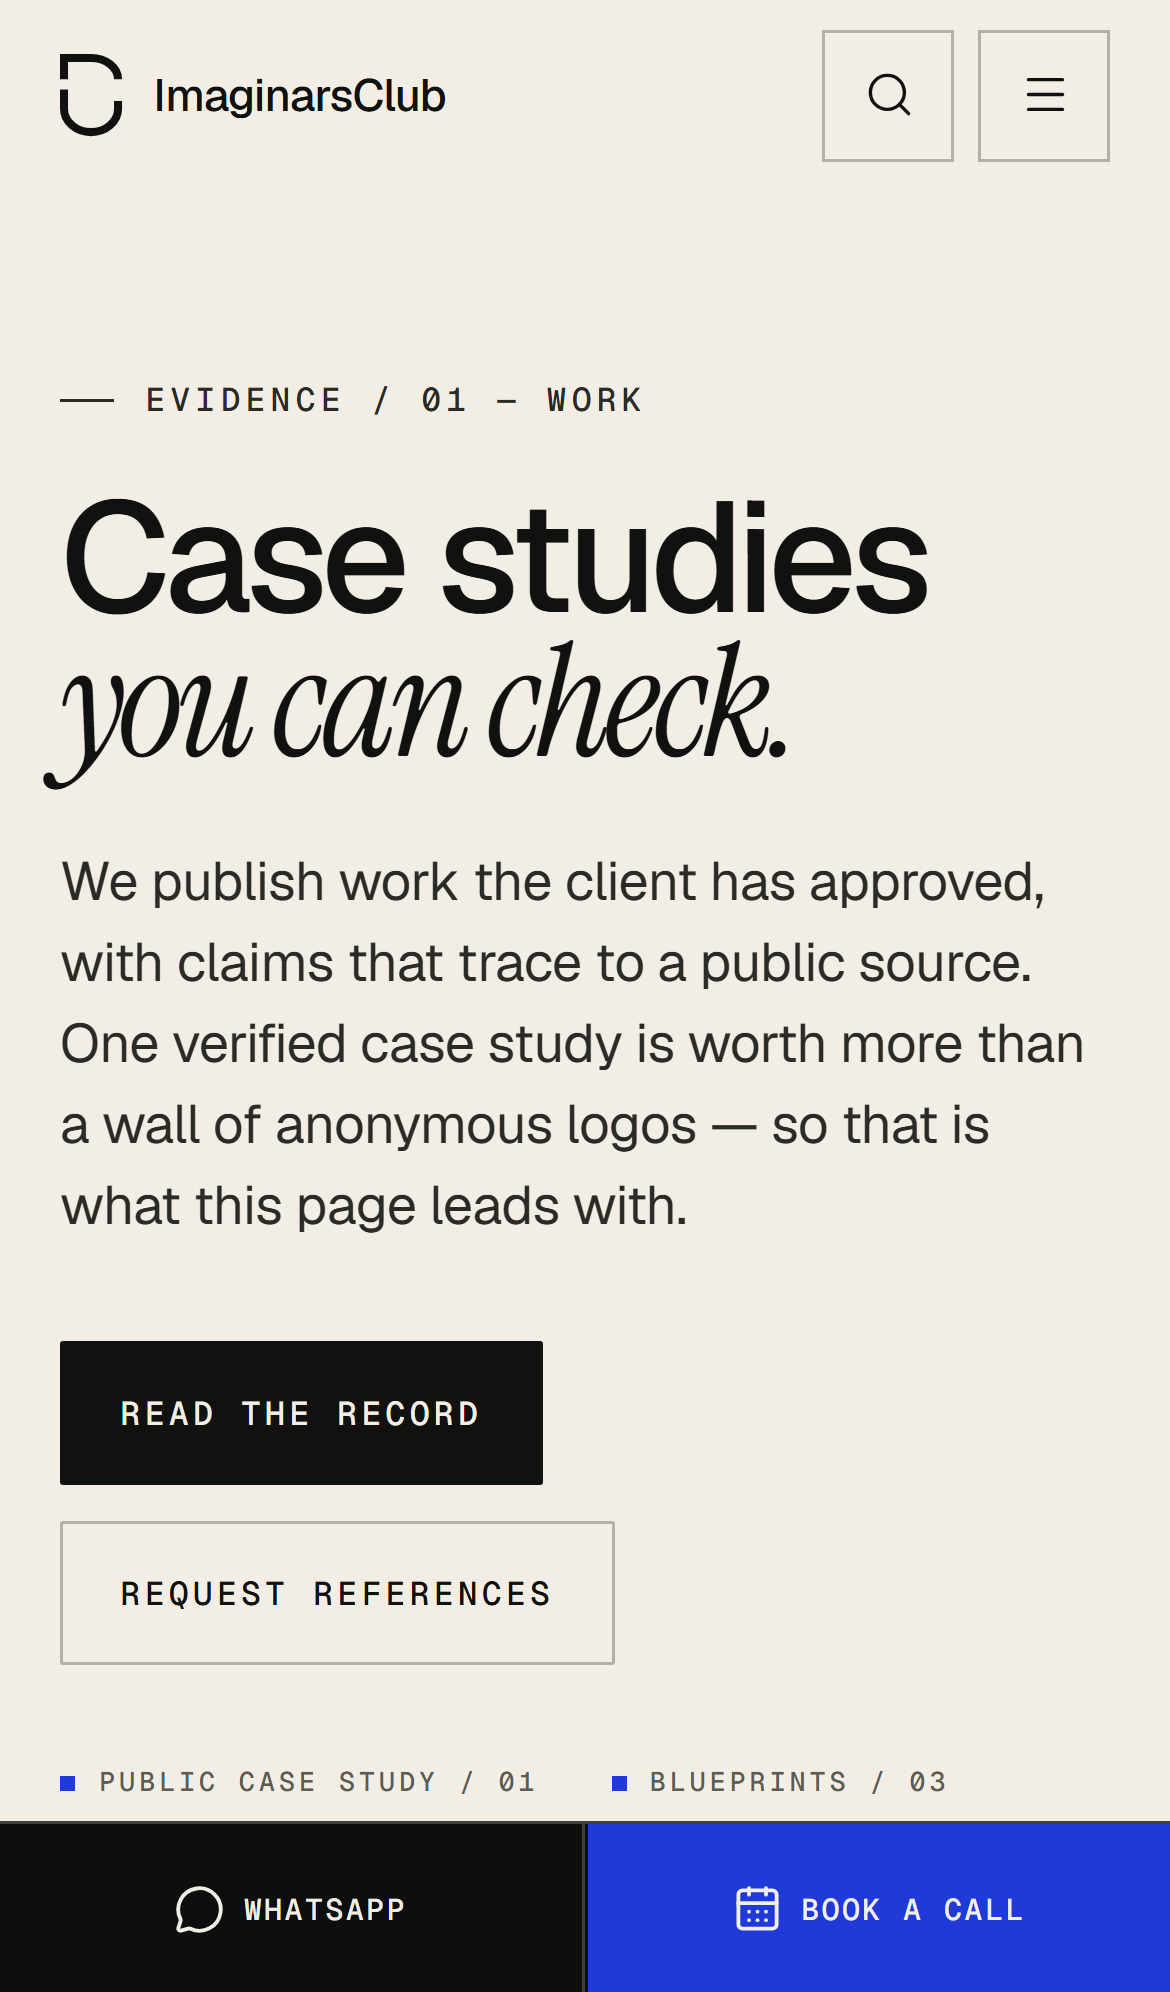 ImaginarsClub
EVIDENCE / 01 — WORK
Case studies
you can check.
We publish work the client has approved,
with claims that trace to a public source.
One verified case study is worth more than
a wall of anonymous logos — so that is
what this page leads with.
READ THE RECORD
REQUEST REFERENCES
PUBLIC CASE STUDY / 01 BLUEPRINTS / 03
WHATSAPP BOOK A CALL